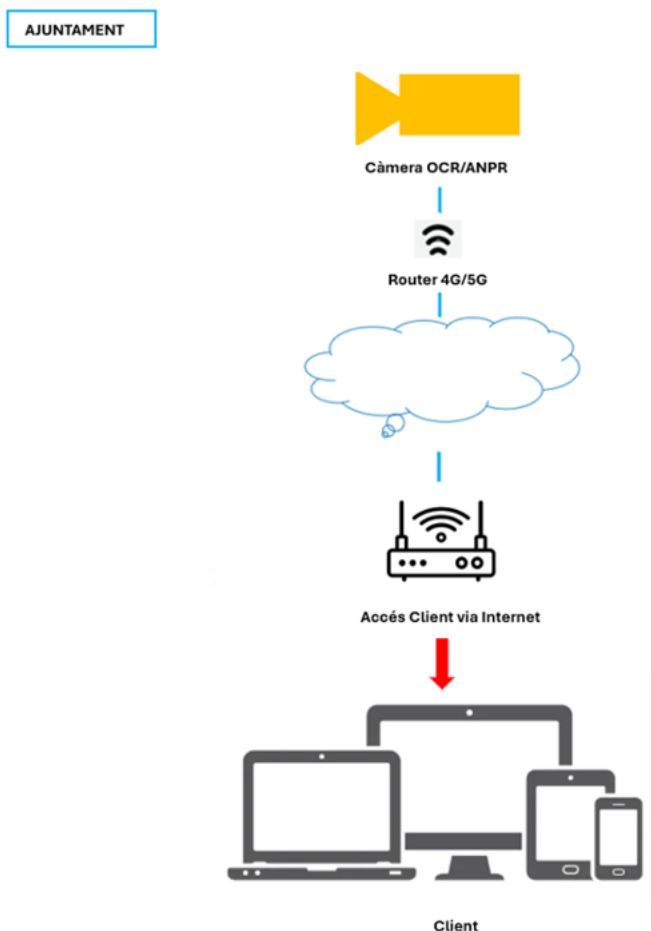 AJUNTAMENT
Càmera OCR/ANPR
Router 4G/5G
Accés Client via Internet
Client